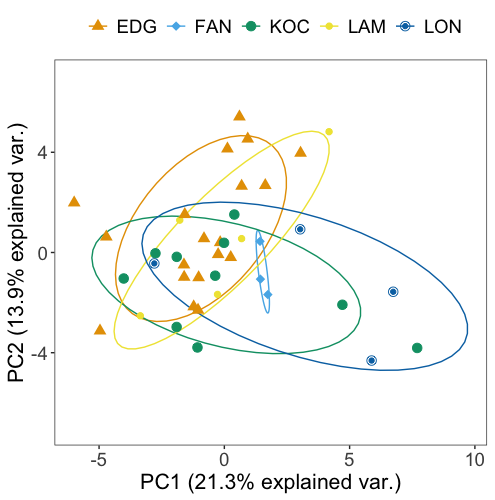 EDG FAN KOC LAM LON
4
0
-4
PC2 (13.9% explained var.)
-5 0 5 10
PC1 (21.3% explained var.)